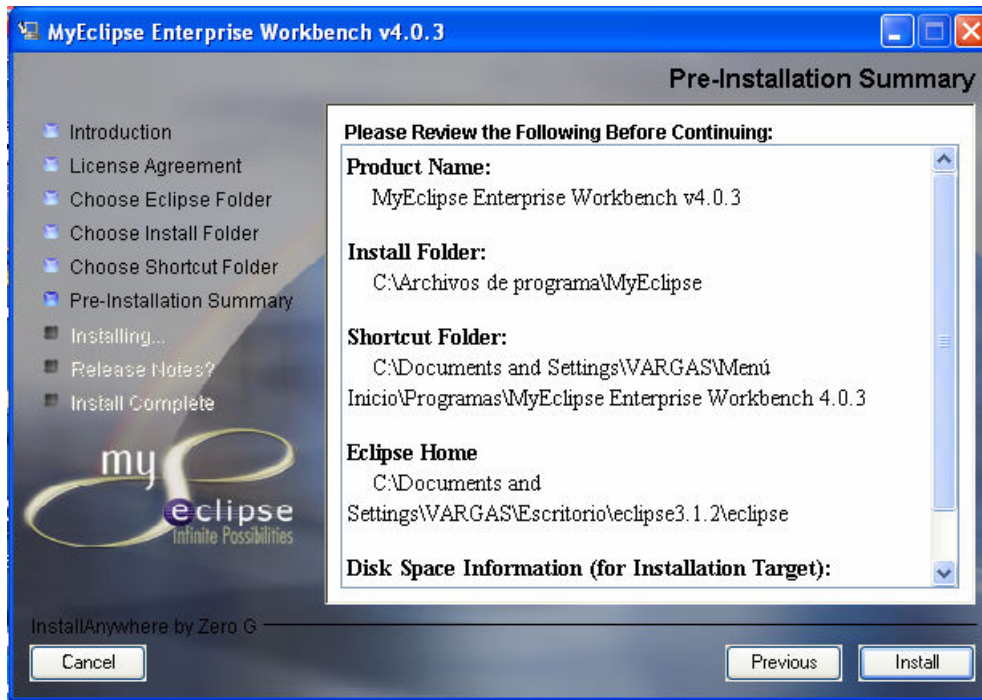 MyEclipse Enterprise Workbench v4.0.3
Pre-Installation Summary
Introduction
License Agreement
Choose Eclipse Folder
Choose Install Folder
Choose Shortcut Folder
Pre-Installation Summary
Installing...
Release Notes?
Install Complete
my
eclipse
Infinite Possibilities
Please Review the Following Before Continuing:
Product Name:
MyEclipse Enterprise Workbench v4.0.3
Install Folder:
C:\Archivos de programa\MyEclipse
Shortcut Folder:
C:\Documents and Settings\VARGAS\Menú
Inicio\Programas\MyEclipse Enterprise Workbench 4.0.3
Eclipse Home
C:\Documents and
Settings\VARGAS\Escritorio\eclipse3.1.2\eclipse
Disk Space Information (for Installation Target):
InstallAnywhere by Zero G
Cancel
Previous
Install